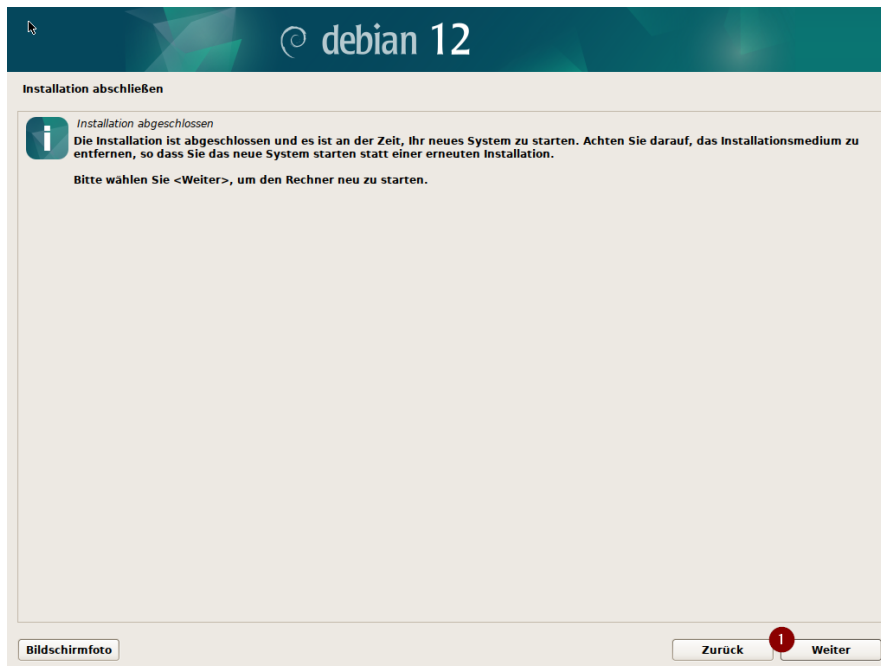 debian 12
Installation abschließen
Installation abgeschlossen
Die Installation ist abgeschlossen und es ist an der Zeit, Ihr neues System zu starten. Achten Sie darauf, das Installationsmedium zu
entfernen, so dass Sie das neue System starten statt einer erneuten Installation.
Bitte wählen Sie <Weiter>, um den Rechner neu zu starten.
Bildschirmfoto
Zurück
1
Weiter